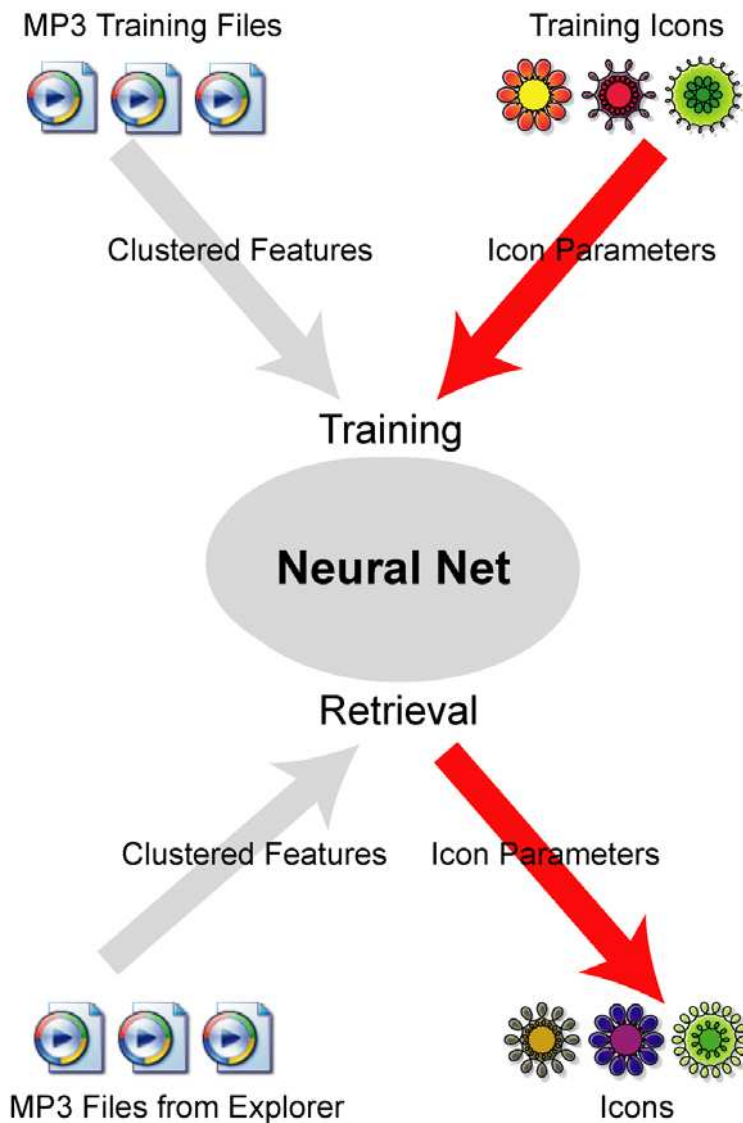 MP3 Training Files
Training Icons
Clustered Features
Icon Parameters
Training
Neural Net
Retrieval
Clustered Features
Icon Parameters
MP3 Files from Explorer
Icons